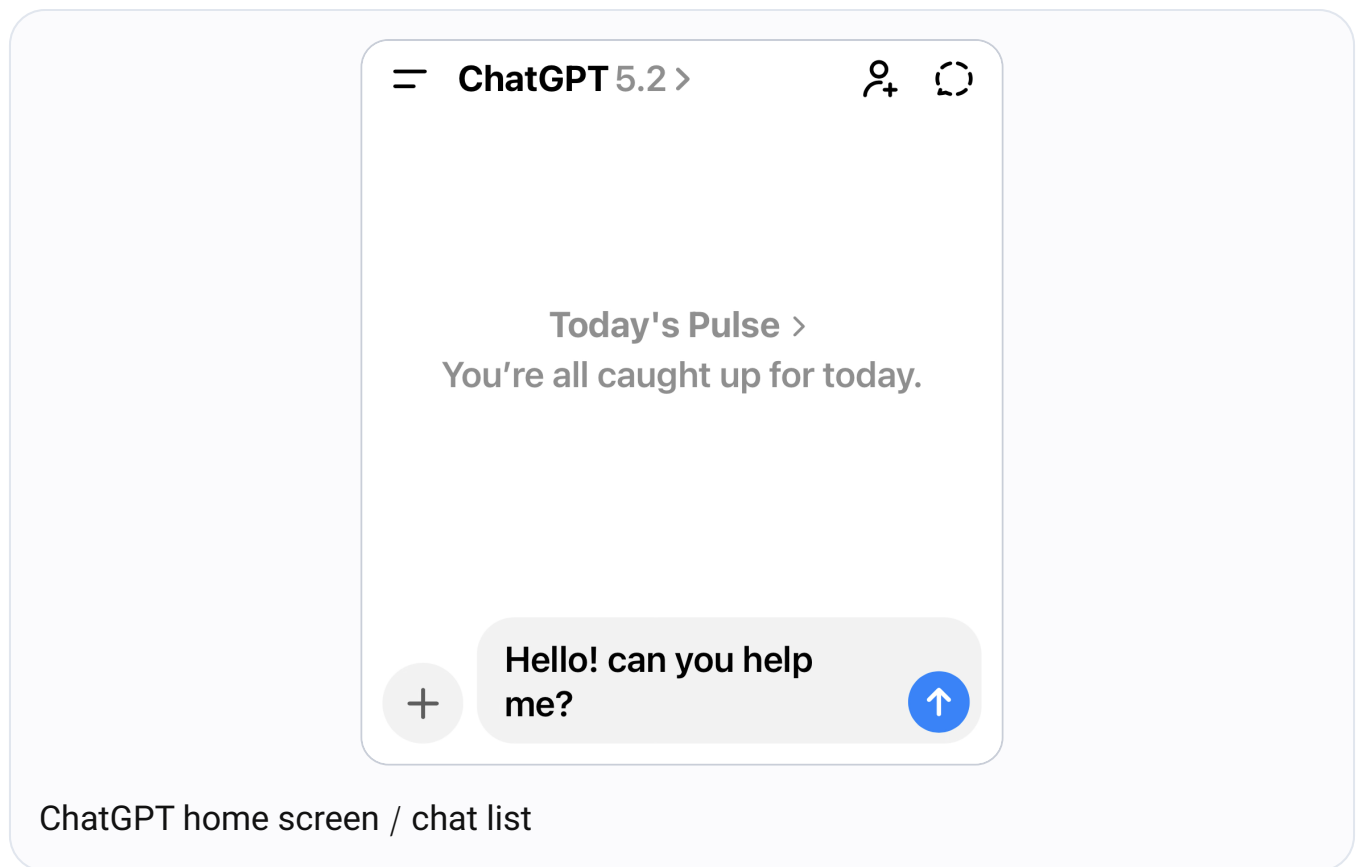 ChatGPT 5.2
Today's Pulse
You’re all caught up for today.
Hello! can you help
me?
ChatGPT home screen / chat list